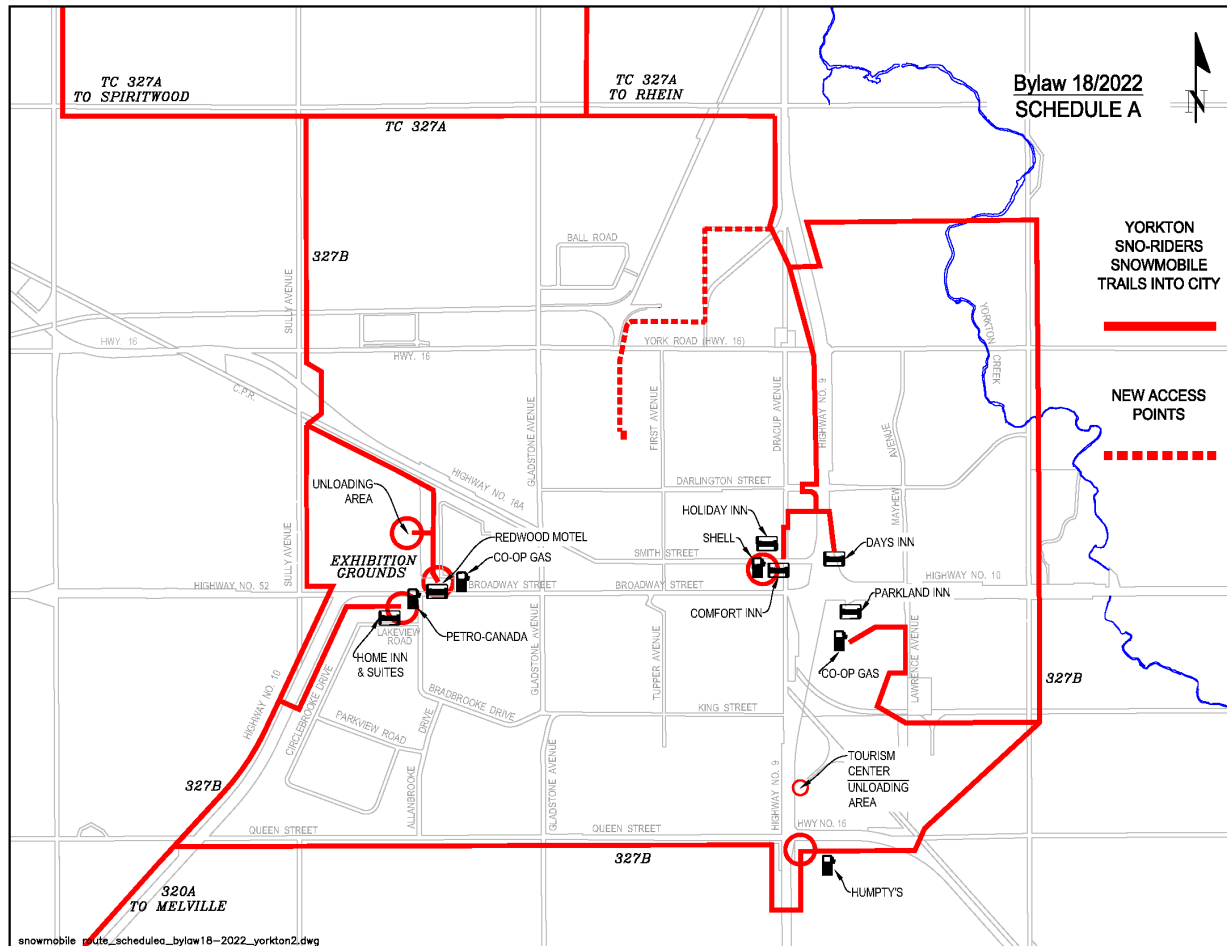 TC 327A
TO SPIRITWOOD
TC 327A
TO RHEIN
Bylaw 18/2022
SCHEDULE A
N
TC 327A
YORKTON
SNO-RIDERS
SNOWMOBILE
TRAILS INTO CITY
NEW ACCESS
POINTS
BALL ROAD
327B
SULLY AVENUE
HWY. 16
HWY. 16
YORK ROAD (HWY. 16)
HIGHWAY NO. 6
YORKTON
CREEK
C.P.R.
GLADSTONE AVENUE
FIRST AVENUE
DRACUP AVENUE
MAYHEW
AVENUE
HIGHWAY NO. 16A
DARLINGTON STREET
UNLOADING
AREA
HOLIDAY INN
REDWOOD MOTEL
SHELL
DAYS INN
SMITH STREET
CO-OP GAS
EXHIBITION
GROUNDS
SULLY AVENUE
HIGHWAY NO. 52
BROADWAY STREET
BROADWAY STREET
HIGHWAY NO. 10
PARKLAND INN
COMFORT INN
PETRO-CANADA
LAKEVIEW
ROAD
HOME INN
& SUITES
CO-OP GAS
LAWRENCE AVENUE
327B
GLADSTONE AVENUE
TUPPER AVENUE
HIGHWAY NO. 10
CIRCLEBROOKE DRIVE
BRADBROOKE DRIVE
KING STREET
PARKVIEW ROAD
DRIVE
ALLANBROOKE
GLADSTONE AVENUE
HIGHWAY NO. 9
TOURISM
CENTER
UNLOADING
AREA
327B
QUEEN STREET
QUEEN STREET
HWY NO. 16
327B
HUMPTY'S
320A
TO MELVILLE
snowmobile route_schedulea_bylaw18-2022_yorkton2.dwg